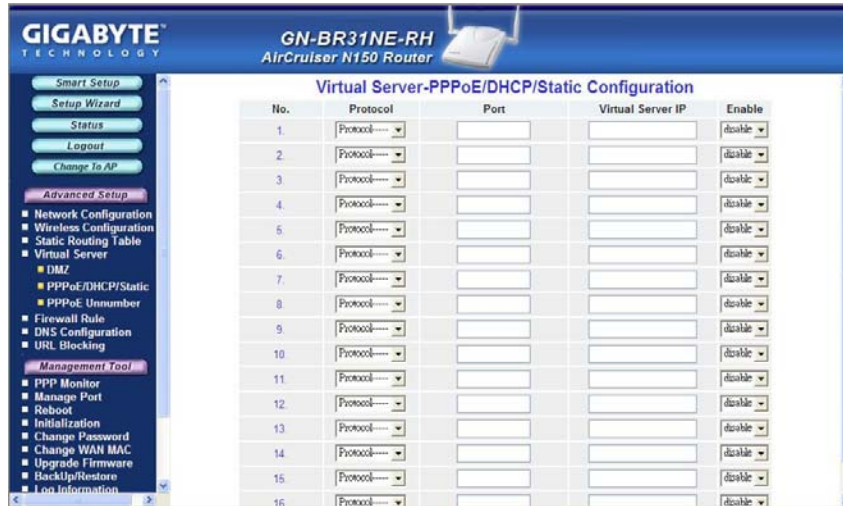 GIGABYTE™
TECHNOLOGY
GN-BR31NE-RH
AirCruiser N150 Router
Smart Setup
Setup Wizard
Status
Logout
Change To AP
Advanced Setup
Network Configuration
Wireless Configuration
Static Routing Table
Virtual Server
DMZ
PPPoE/DHCP/Static
PPPoE Unnumber
Firewall Rule
DNS Configuration
URL Blocking
Management Tool
PPP Monitor
Manage Port
Reboot
Initialization
Change Password
Change WAN MAC
Upgrade Firmware
BackUp/Restore
Log Information
Virtual Server-PPPoE/DHCP/Static Configuration
No. Protocol Port Virtual Server IP Enable
1. Protocol----- disable
2. Protocol----- disable
3. Protocol----- disable
4. Protocol----- disable
5. Protocol----- disable
6. Protocol----- disable
7. Protocol----- disable
8. Protocol----- disable
9. Protocol----- disable
10. Protocol----- disable
11. Protocol----- disable
12. Protocol----- disable
13. Protocol----- disable
14. Protocol----- disable
15. Protocol----- disable
16. Protocol----- disable